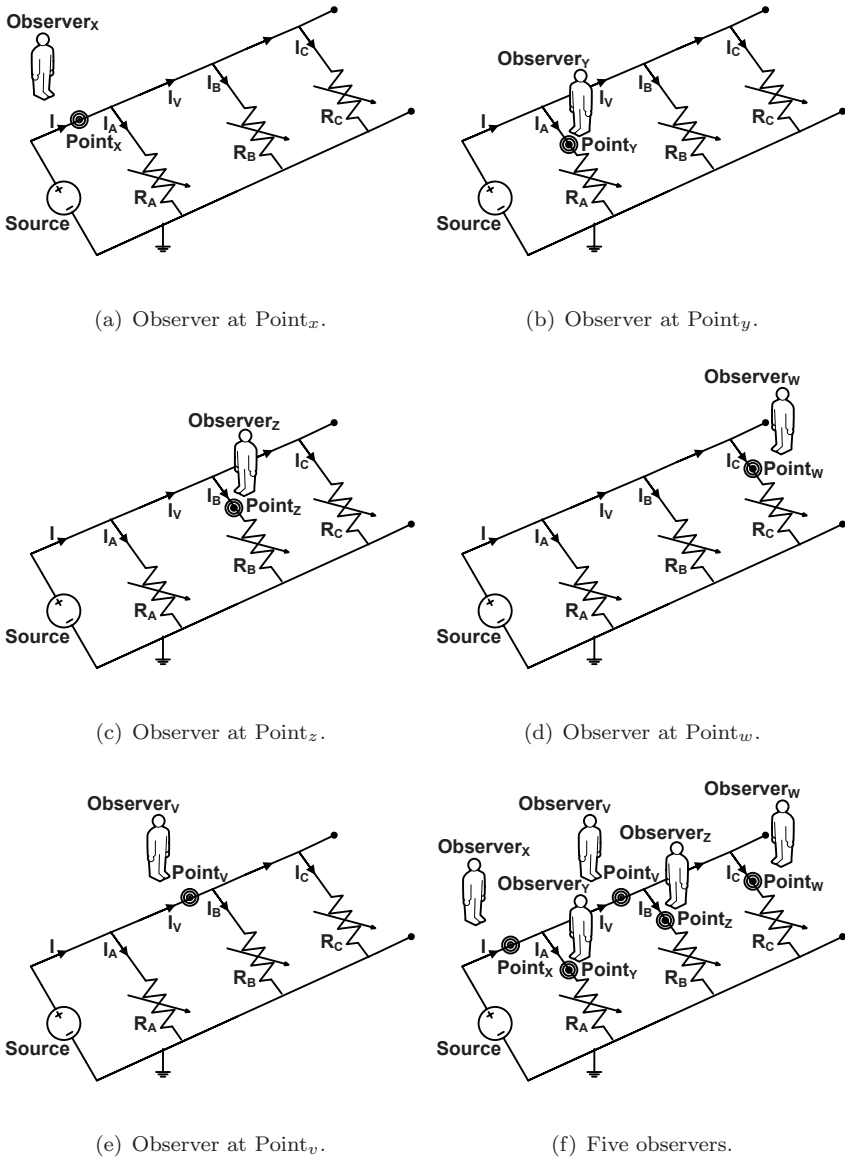 Observer_X
I
Point_X
I_A
I_V
I_B
I_C
R_A
R_B
R_C
+
−
Source
(a) Observer at Point_x.
Observer_Y
I
I_A
Point_Y
I_V
I_B
I_C
R_A
R_B
R_C
+
−
Source
(b) Observer at Point_y.
Observer_Z
I
I_A
I_V
I_B
Point_Z
I_C
R_A
R_B
R_C
+
−
Source
(c) Observer at Point_z.
Observer_W
I
I_A
I_V
I_B
I_C
Point_W
R_A
R_B
R_C
+
−
Source
(d) Observer at Point_w.
Observer_V
Point_V
I
I_A
I_V
I_B
I_C
R_A
R_B
R_C
+
−
Source
(e) Observer at Point_v.
Observer_W
Observer_V
Observer_Z
Observer_X
Observer_Y
Point_V
Point_W
Point_Z
Point_X
Point_Y
I
I_A
I_V
I_B
I_C
R_A
R_B
R_C
+
−
Source
(f) Five observers.